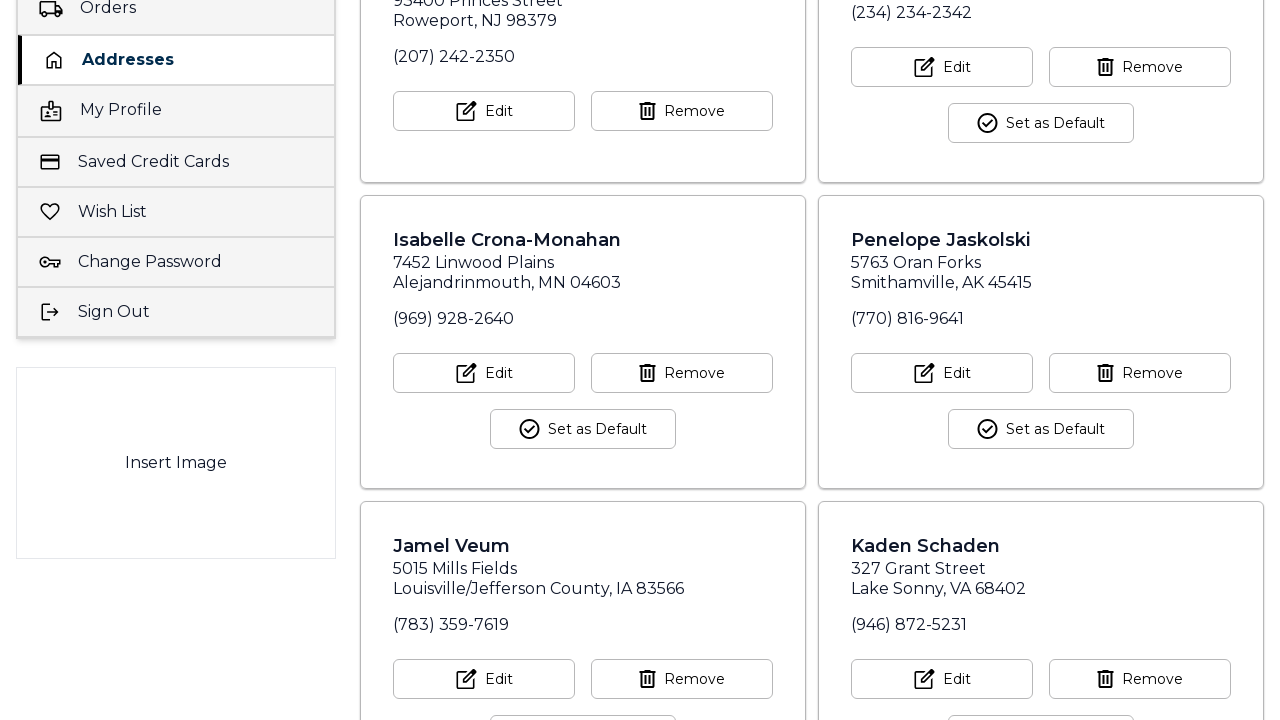 Orders
Addresses
My Profile
Saved Credit Cards
Wish List
Change Password
Sign Out
Insert Image
Roweport, NJ 98379
(207) 242-2350
Edit
Remove
(234) 234-2342
Edit
Remove
Set as Default
Isabelle Crona-Monahan
7452 Linwood Plains
Alejandrinmouth, MN 04603
(969) 928-2640
Edit
Remove
Set as Default
Penelope Jaskolski
5763 Oran Forks
Smithamville, AK 45415
(770) 816-9641
Edit
Remove
Set as Default
Jamel Veum
5015 Mills Fields
Louisville/Jefferson County, IA 83566
(783) 359-7619
Edit
Remove
Kaden Schaden
327 Grant Street
Lake Sonny, VA 68402
(946) 872-5231
Edit
Remove